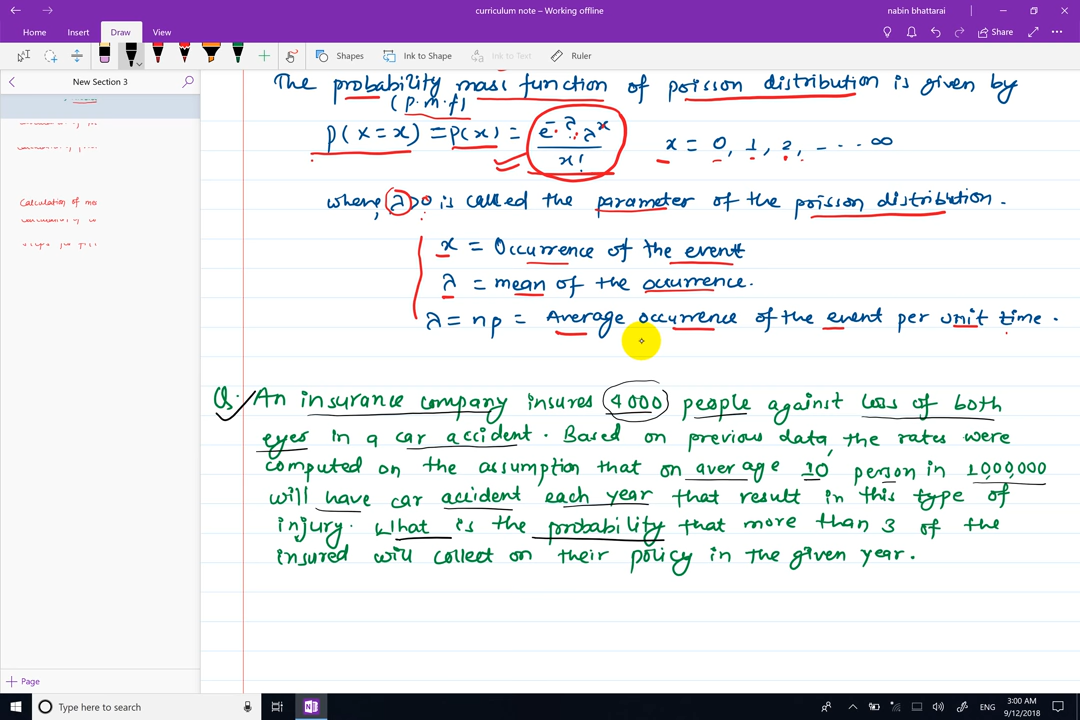 curriculum note – Working offline
nabin bhattarai
Home Insert Draw View
Share
Shapes Ink to Shape Ink to Text Ruler
New Section 3
Calculation of me
The probability mass function of poisson distribution is given by
(p.m.f)
P(X=x) = P(x) = e^-λ λ^x / x! x = 0, 1, 2, - - - - ∞
where, λ>0 is called the parameter of the poisson distribution.
x = Occurrence of the event
λ = mean of the ocurrence.
λ = np = Average occurrence of the event per unit time.
Q. An insurance company insures 4000 people against loss of both
eyes in a car accident. Based on previous data, the rates were
computed on the assumption that on average 10 person in 1,000,000
will have car accident each year that result in this type of
injury. What is the probability that more than 3 of the
insured will collect on their policy in the given year.
+ Page
Type here to search
ENG
3:00 AM
9/12/2018